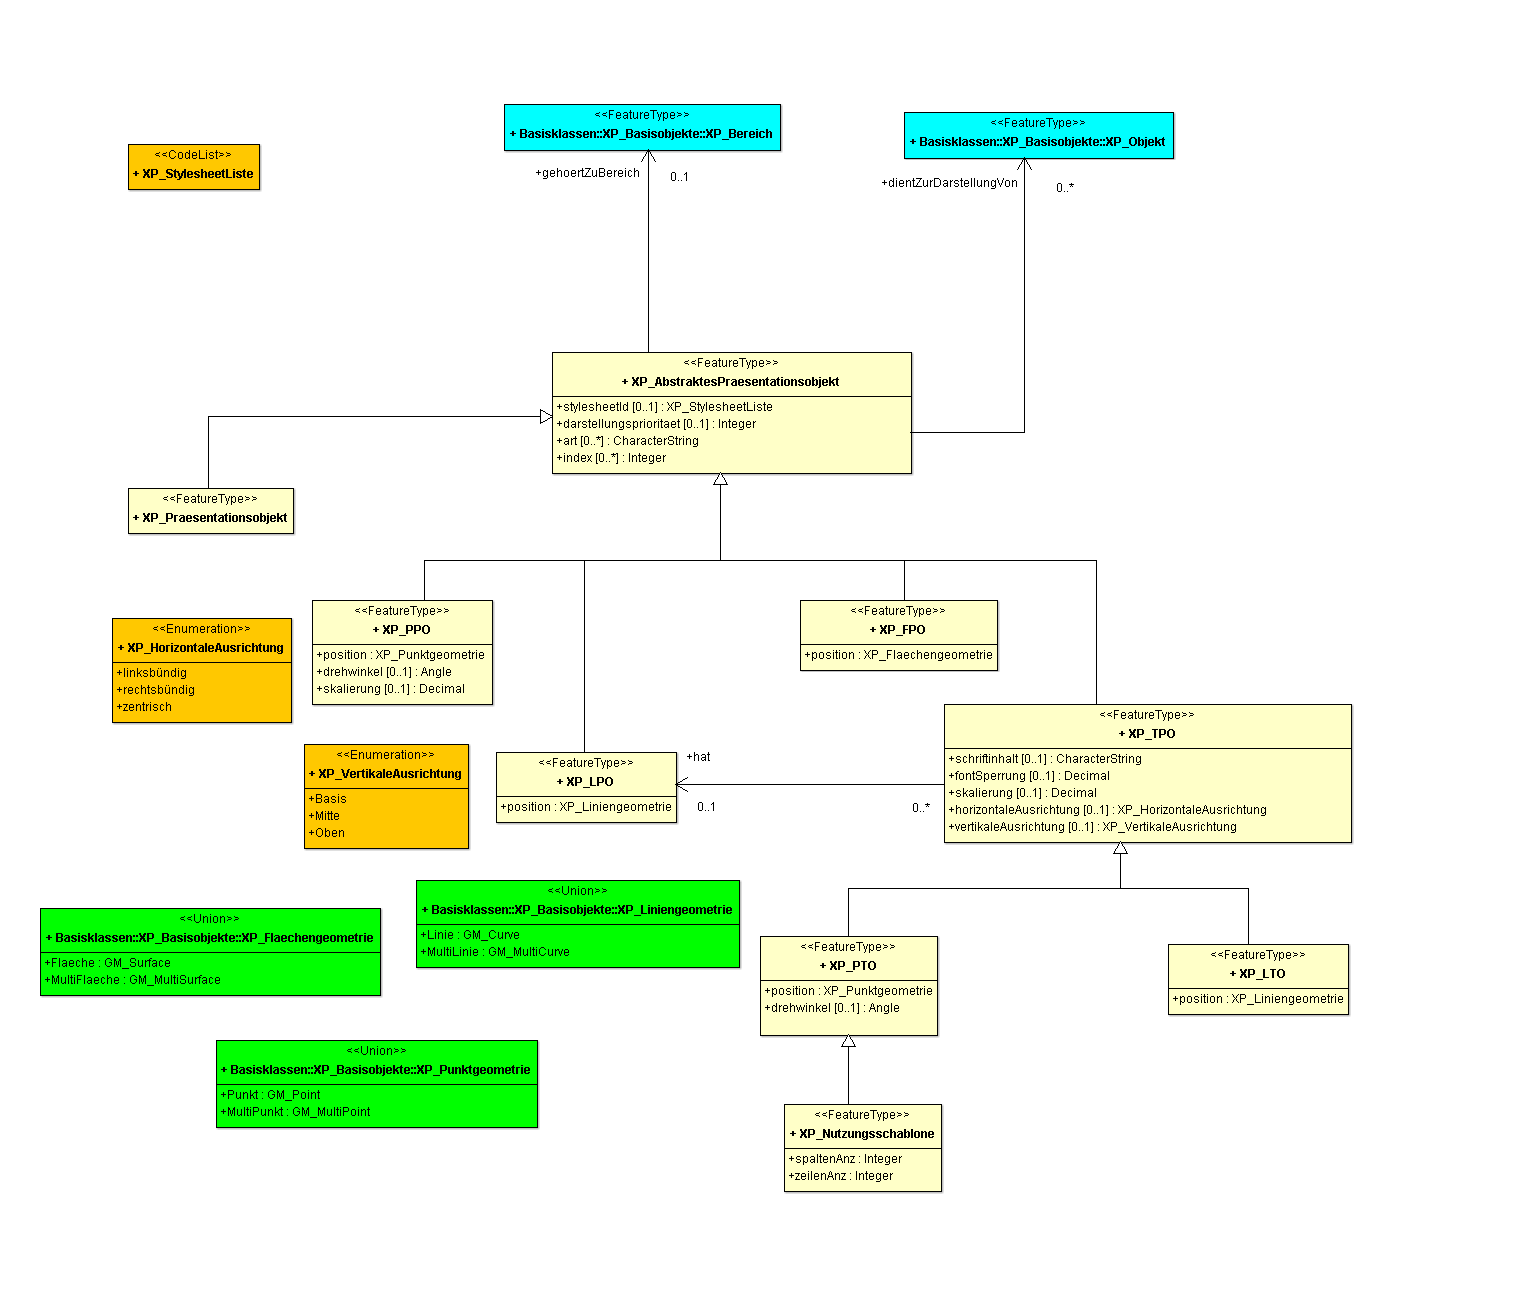 <<FeatureType>>
+ Basisklassen::XP_Basisobjekte::XP_Bereich
<<FeatureType>>
+ Basisklassen::XP_Basisobjekte::XP_Objekt
<<CodeList>>
+ XP_StylesheetListe
+gehoertZuBereich
0..1
+dientZurDarstellungVon
0..*
<<FeatureType>>
+ XP_AbstraktesPraesentationsobjekt
+stylesheetId [0..1] : XP_StylesheetListe
+darstellungsprioritaet [0..1] : Integer
+art [0..*] : CharacterString
+index [0..*] : Integer
<<FeatureType>>
+ XP_Praesentationsobjekt
<<FeatureType>>
+ XP_PPO
+position : XP_Punktgeometrie
+drehwinkel [0..1] : Angle
+skalierung [0..1] : Decimal
<<FeatureType>>
+ XP_FPO
+position : XP_Flaechengeometrie
<<Enumeration>>
+ XP_HorizontaleAusrichtung
+linksbündig
+rechtsbündig
+zentrisch
<<FeatureType>>
+ XP_TPO
+schriftinhalt [0..1] : CharacterString
+fontSperrung [0..1] : Decimal
+skalierung [0..1] : Decimal
+horizontaleAusrichtung [0..1] : XP_HorizontaleAusrichtung
+vertikaleAusrichtung [0..1] : XP_VertikaleAusrichtung
<<Enumeration>>
+ XP_VertikaleAusrichtung
+Basis
+Mitte
+Oben
<<FeatureType>>
+ XP_LPO
+position : XP_Liniengeometrie
+hat
0..1
0..*
<<Union>>
+ Basisklassen::XP_Basisobjekte::XP_Liniengeometrie
+Linie : GM_Curve
+MultiLinie : GM_MultiCurve
<<Union>>
+ Basisklassen::XP_Basisobjekte::XP_Flaechengeometrie
+Flaeche : GM_Surface
+MultiFlaeche : GM_MultiSurface
<<FeatureType>>
+ XP_PTO
+position : XP_Punktgeometrie
+drehwinkel [0..1] : Angle
<<FeatureType>>
+ XP_LTO
+position : XP_Liniengeometrie
<<Union>>
+ Basisklassen::XP_Basisobjekte::XP_Punktgeometrie
+Punkt : GM_Point
+MultiPunkt : GM_MultiPoint
<<FeatureType>>
+ XP_Nutzungsschablone
+spaltenAnz : Integer
+zeilenAnz : Integer